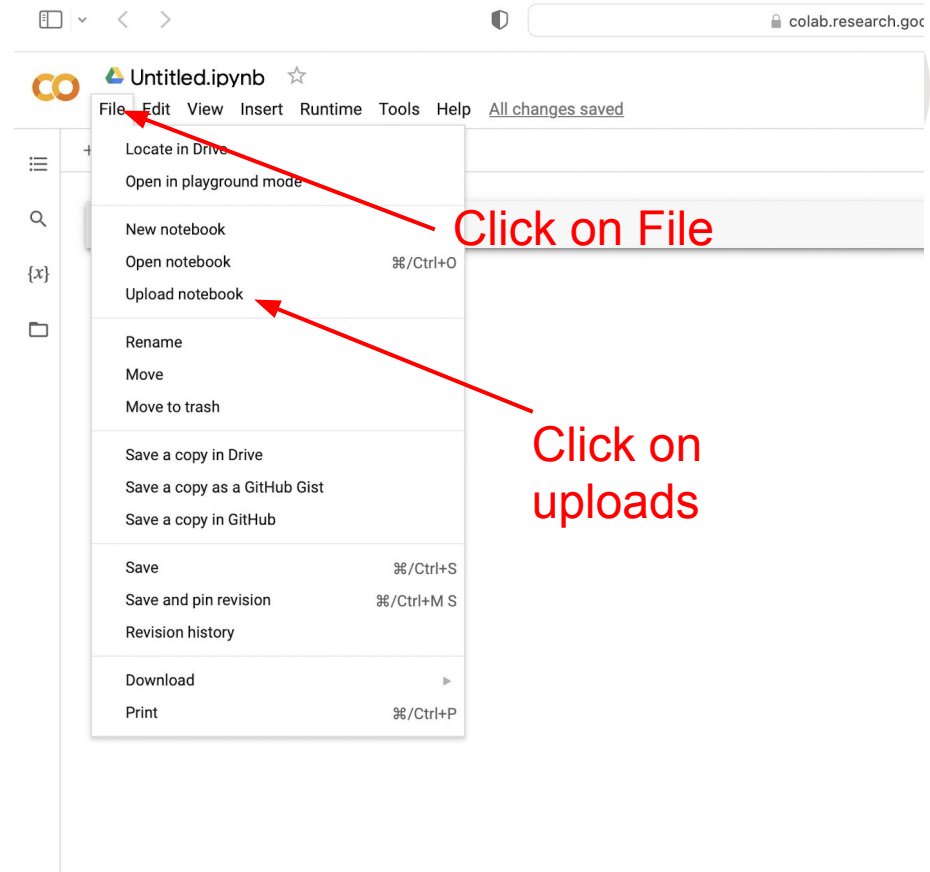 colab.research.goo
Untitled.ipynb
File Edit View Insert Runtime Tools Help All changes saved
+
Locate in Drive
Open in playground mode
New notebook
Click on File
Open notebook ⌘/Ctrl+O
{x}
Upload notebook
Rename
Move
Move to trash
Click on
uploads
Save a copy in Drive
Save a copy as a GitHub Gist
Save a copy in GitHub
Save ⌘/Ctrl+S
Save and pin revision ⌘/Ctrl+M S
Revision history
Download
Print ⌘/Ctrl+P